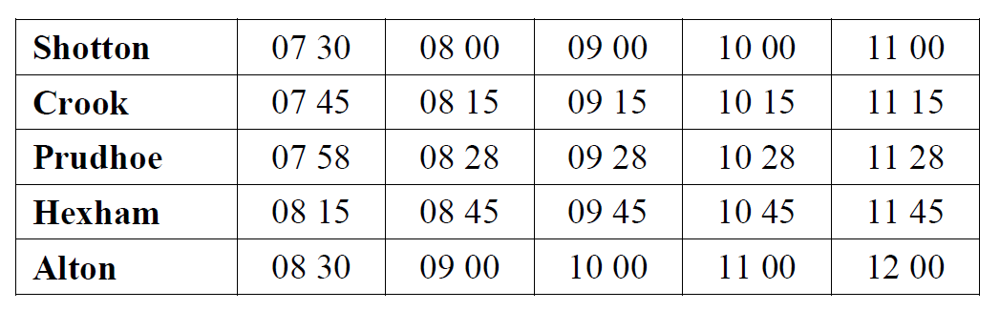 Shotton 07 30 08 00 09 00 10 00 11 00
Crook 07 45 08 15 09 15 10 15 11 15
Prudhoe 07 58 08 28 09 28 10 28 11 28
Hexham 08 15 08 45 09 45 10 45 11 45
Alton 08 30 09 00 10 00 11 00 12 00